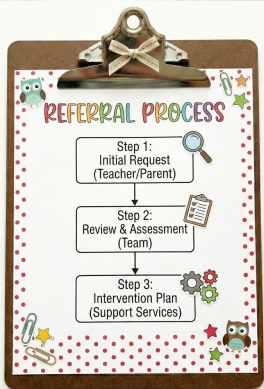 REFERRAL PROCESS
Step 1:
Initial Request
(Teacher/Parent)
Step 2:
Review & Assessment
(Team)
Step 3:
Intervention Plan
(Support Services)